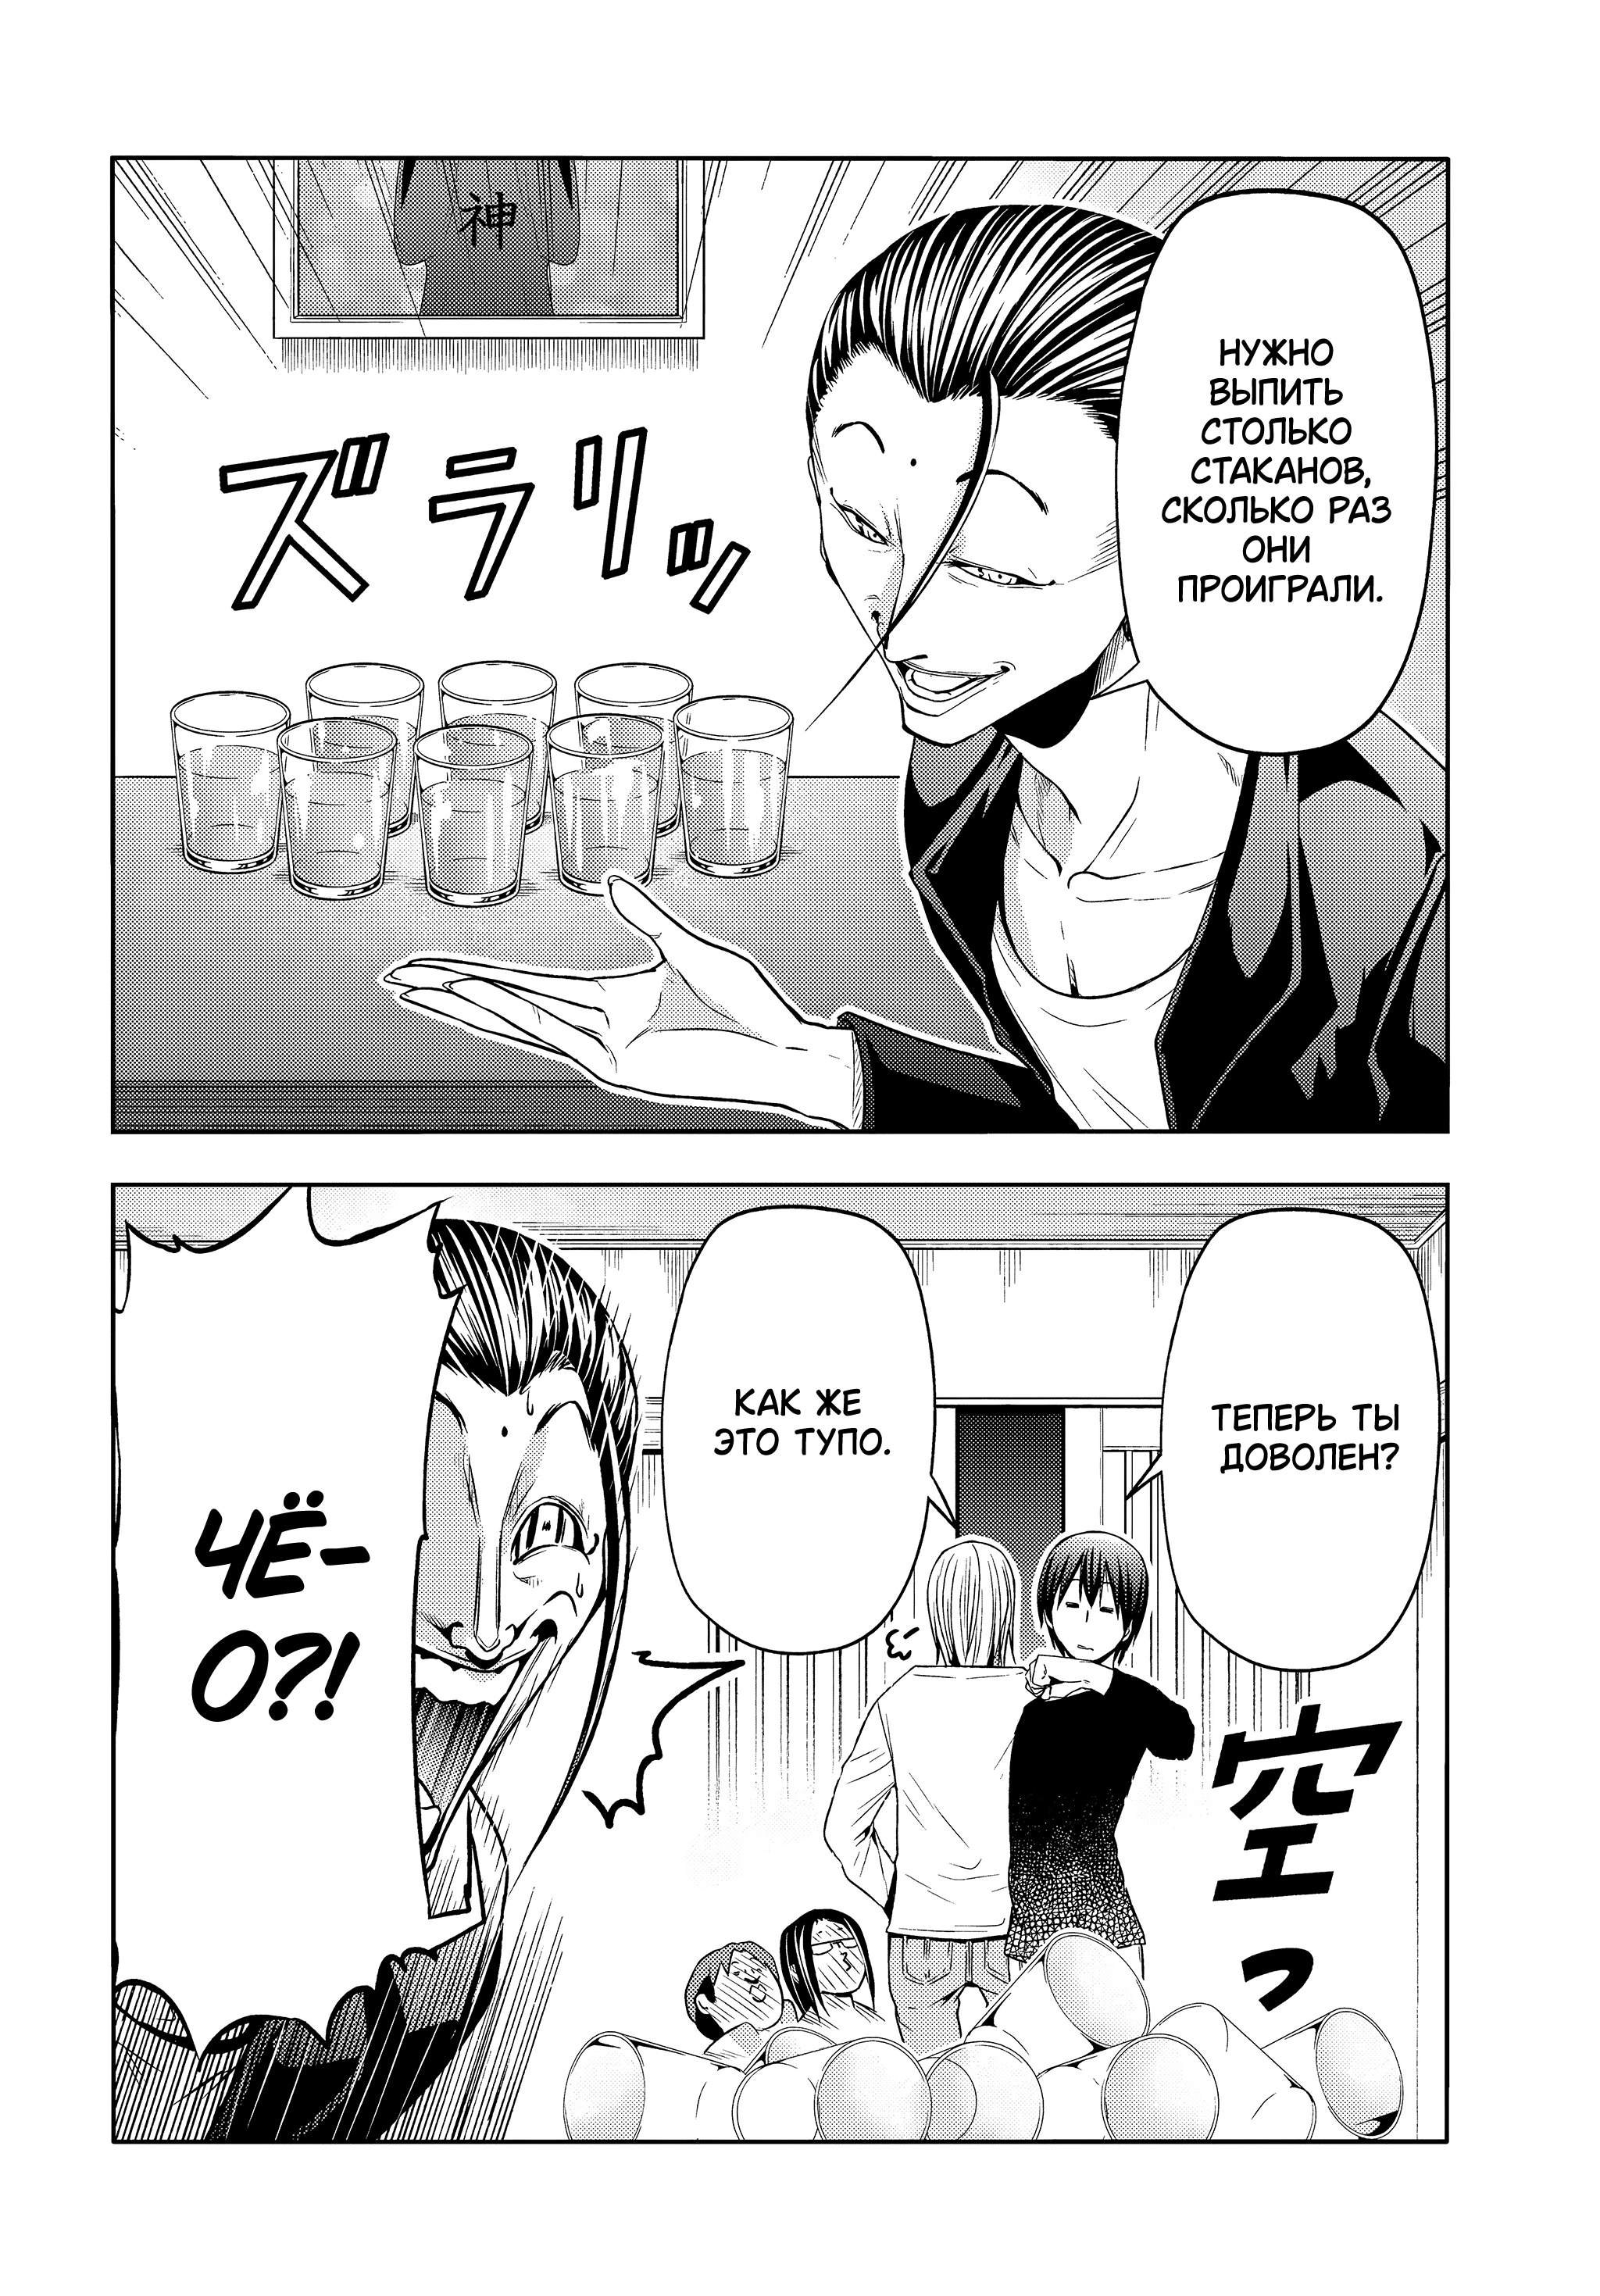 神
НУЖНО
ВЫПИТЬ
СТОЛЬКО
СТАКАНОВ,
СКОЛЬКО РАЗ
ОНИ
ПРОИГРАЛИ.
ズラリッ
ТЕПЕРЬ ТЫ
ДОВОЛЕН?
КАК ЖЕ
ЭТО ТУПО.
空っ
ЧЁ-
О?!